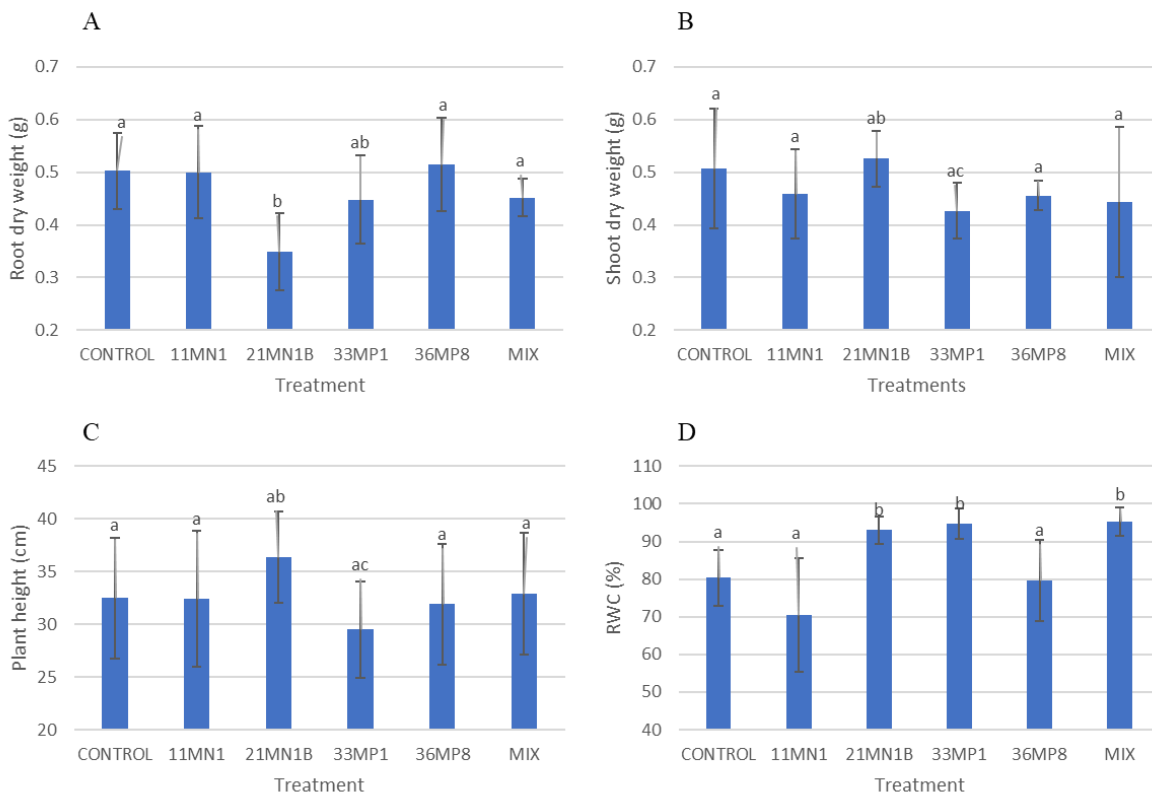 A
Root dry weight (g)
0.7
0.6
0.5
0.4
0.3
0.2
a
a
b
ab
a
a
CONTROL 11MN1 21MN1B 33MP1 36MP8 MIX
Treatment
B
Shoot dry weight (g)
0.7
0.6
0.5
0.4
0.3
0.2
a
a
ab
ac
a
a
CONTROL 11MN1 21MN1B 33MP1 36MP8 MIX
Treatments
C
Plant height (cm)
45
40
35
30
25
20
a
a
ab
ac
a
a
CONTROL 11MN1 21MN1B 33MP1 36MP8 MIX
Treatment
D
RWC (%)
110
100
90
80
70
60
50
40
a
a
b
b
a
b
CONTROL 11MN1 21MN1B 33MP1 36MP8 MIX
Treatment